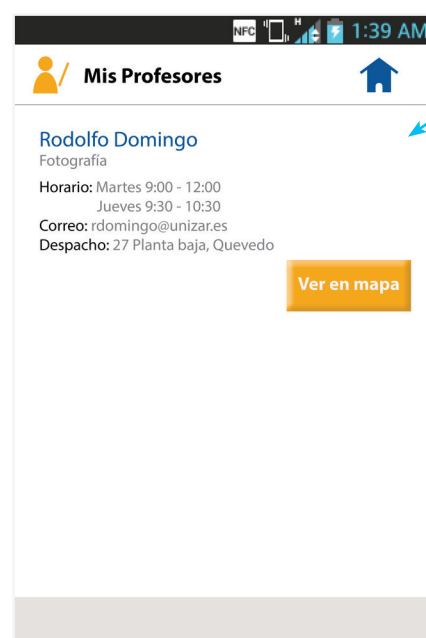 NFC H 1:39 AM
Mis Profesores
Rodolfo Domingo
Fotografía
Horario: Martes 9:00 - 12:00
Jueves 9:30 - 10:30
Correo: rdomingo@unizar.es
Despacho: 27 Planta baja, Quevedo
Ver en mapa